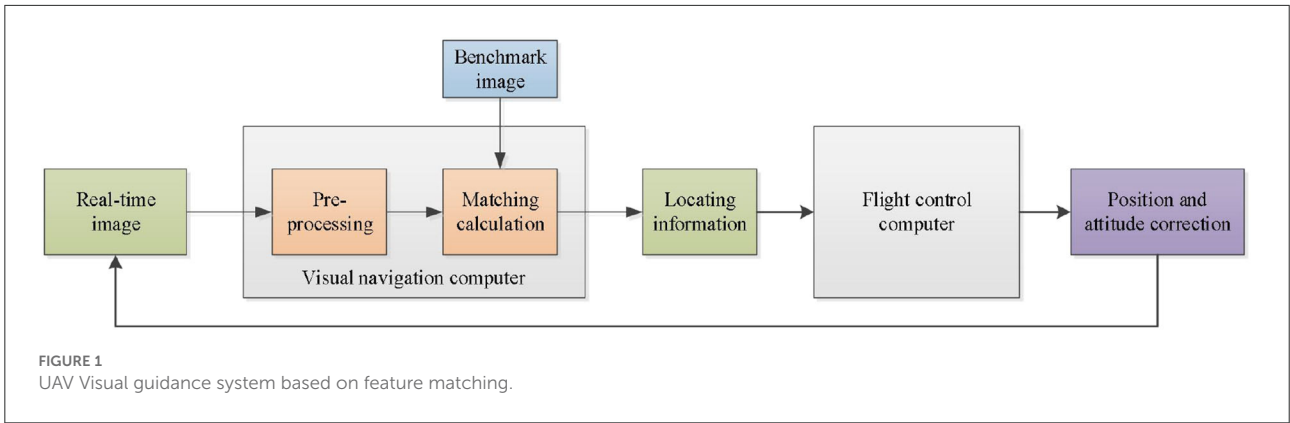 Benchmark
image
Real-time
image
Pre-
processing
Matching
calculation
Visual navigation computer
Locating
information
Flight control
computer
Position and
attitude correction
FIGURE 1
UAV Visual guidance system based on feature matching.